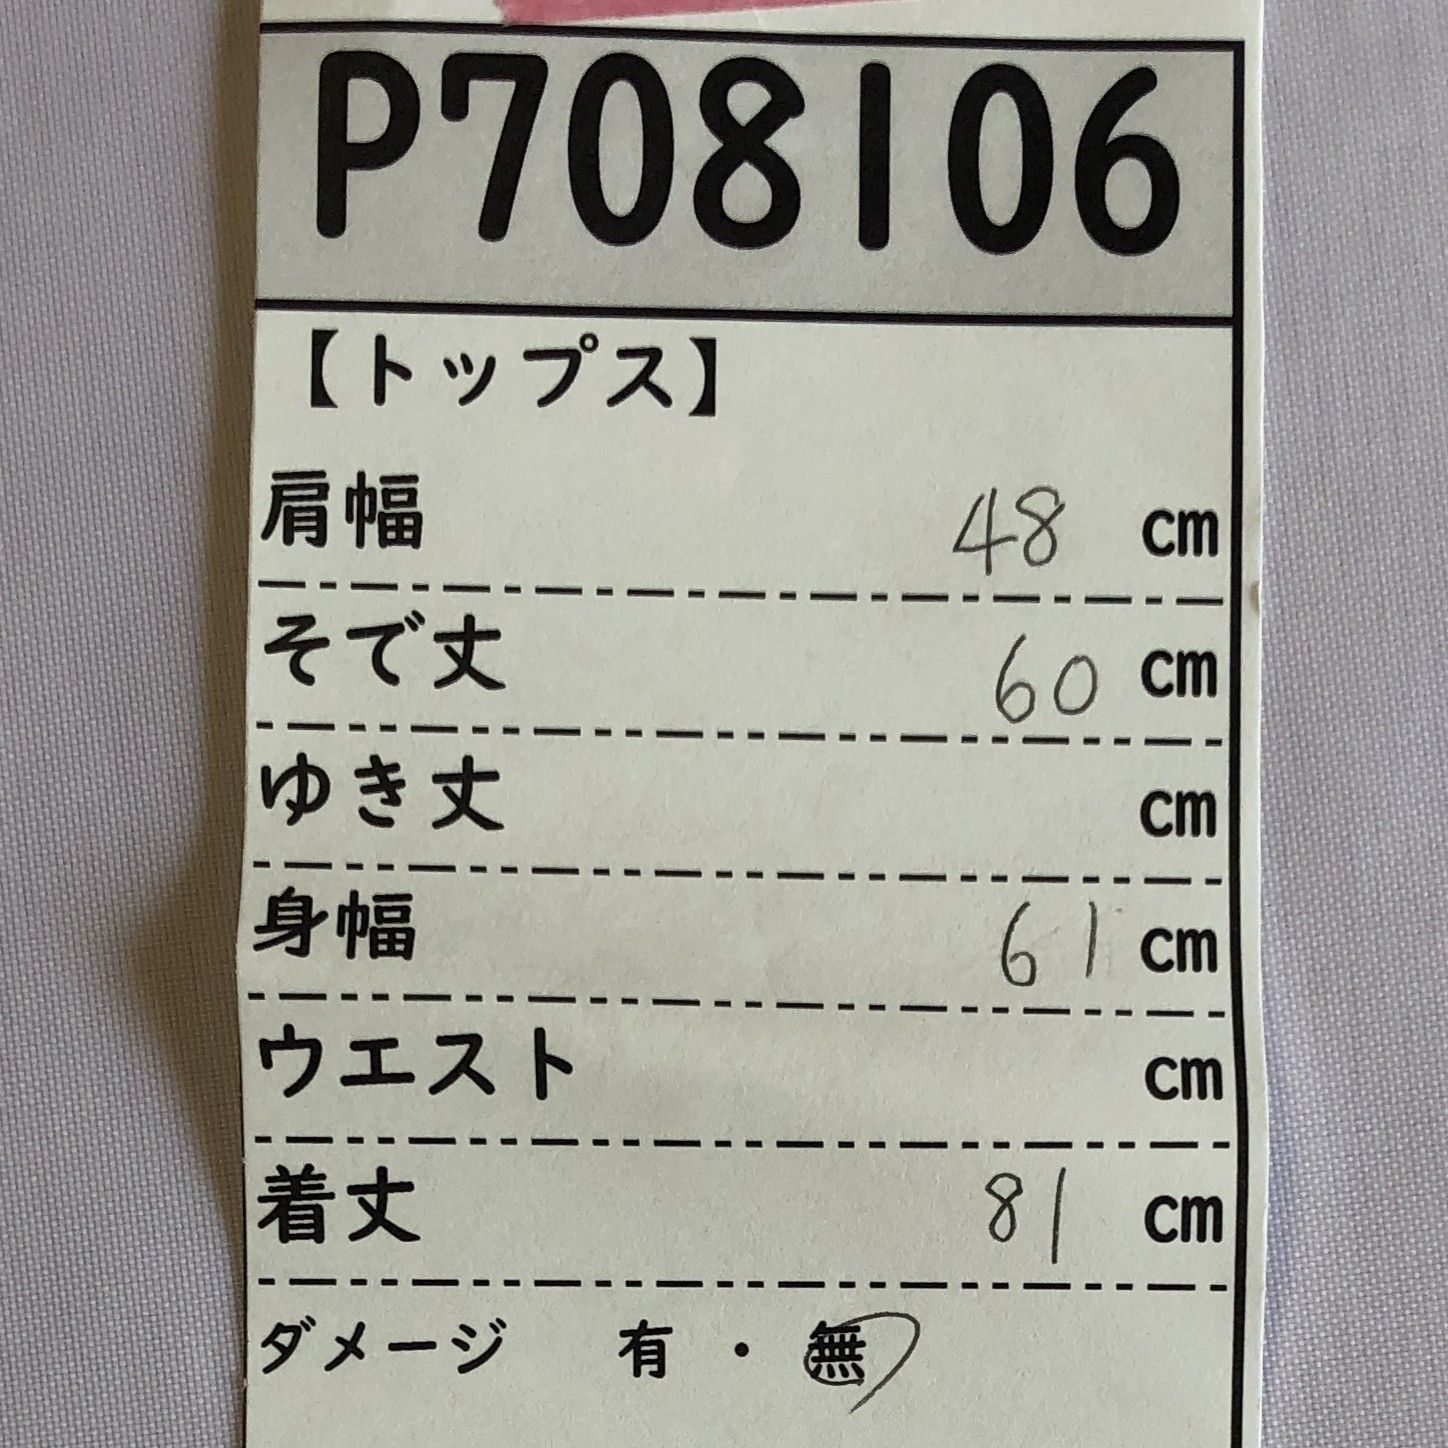 P708106
【トップス】
肩幅 48 cm
そで丈 60 cm
ゆき丈 cm
身幅 61 cm
ウエスト cm
着丈 81 cm
ダメージ 有・無